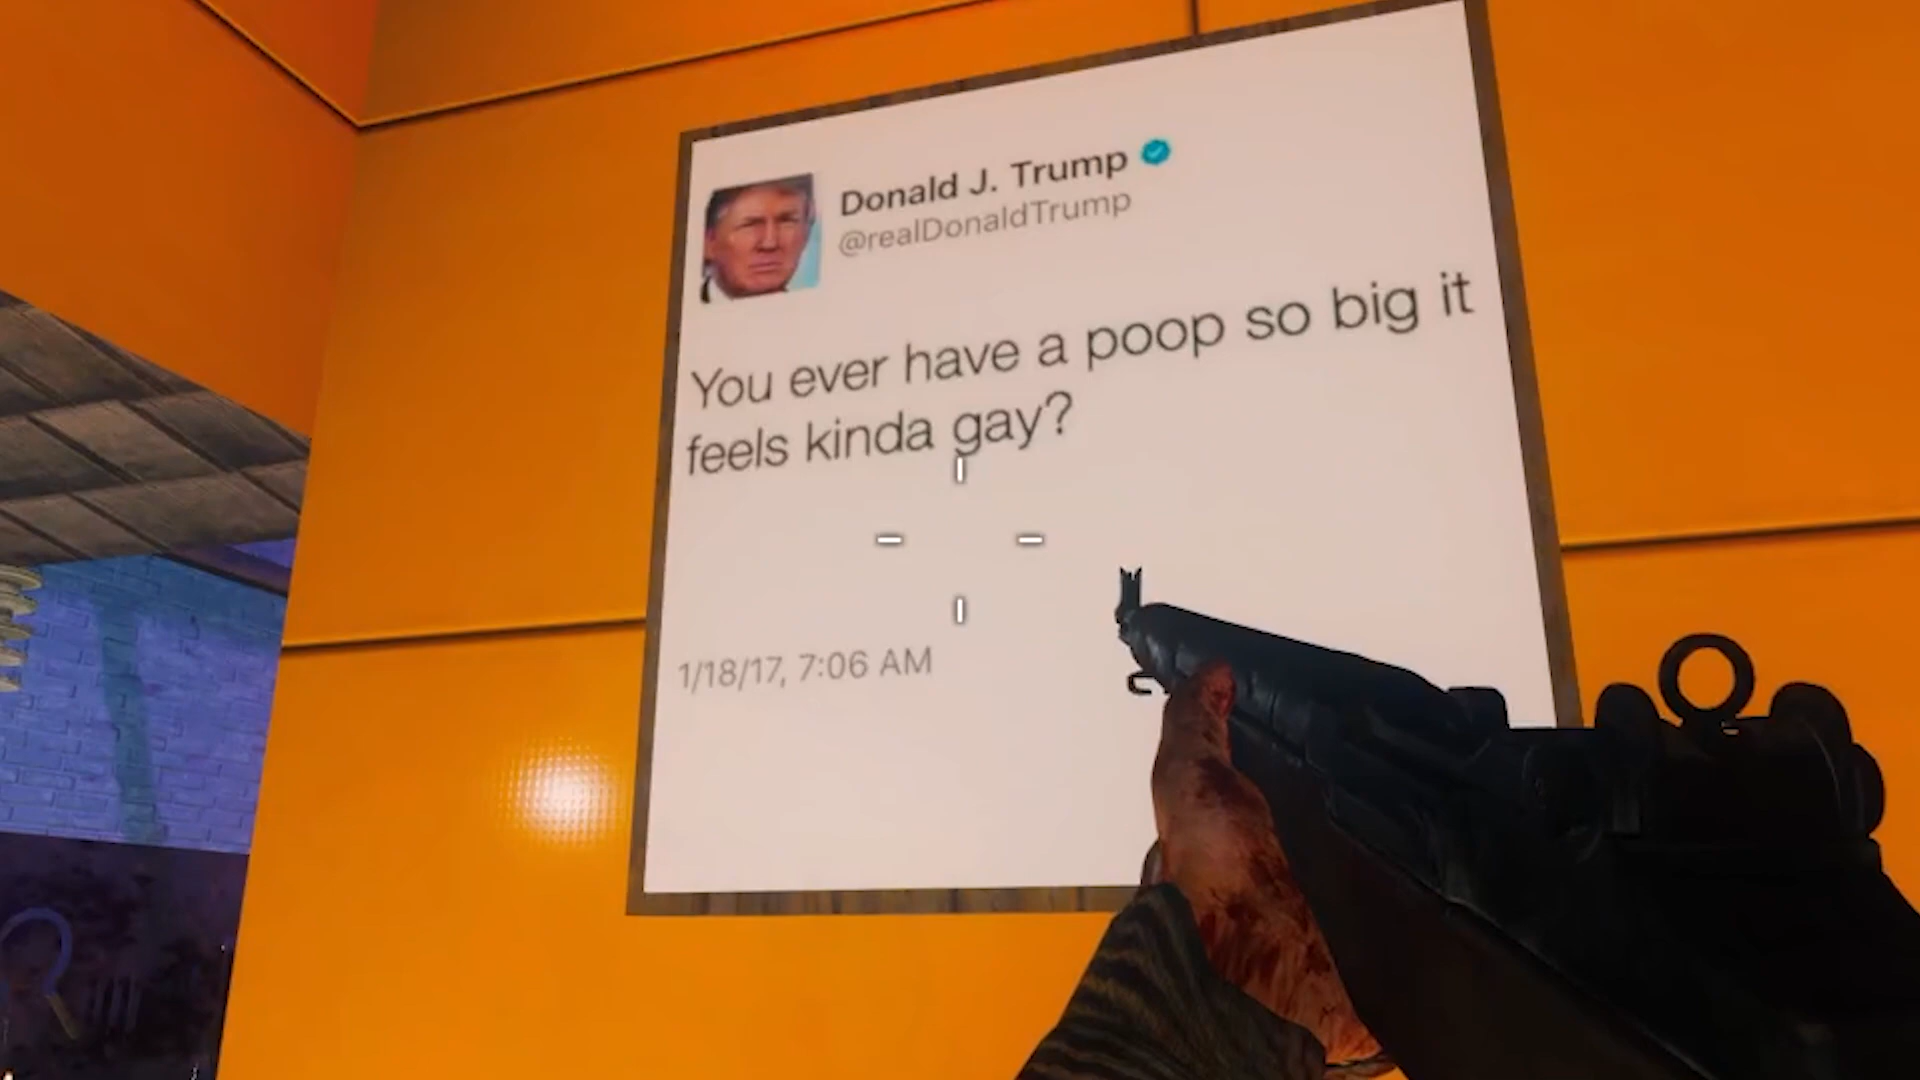 Donald J. Trump
@realDonaldTrump
You ever have a poop so big it
feels kinda gay?
1/18/17, 7:06 AM